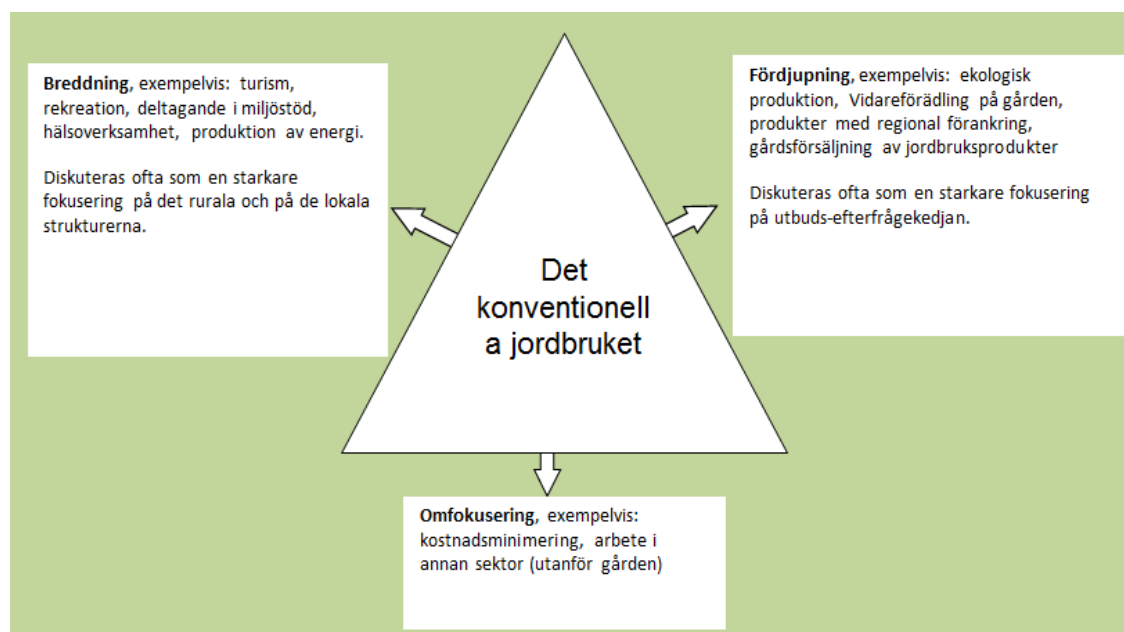 Breddning, exempelvis: turism,
rekreation, deltagande i miljöstöd,
hälsoverksamhet, produktion av energi.
Diskuteras ofta som en starkare
fokusering på det rurala och på de lokala
strukturerna.
Fördjupning, exempelvis: ekologisk
produktion, Vidareförädling på gården,
produkter med regional förankring,
gårdsförsäljning av jordbruksprodukter
Diskuteras ofta som en starkare fokusering
på utbuds-efterfrågekedjan.
Det
konventionell
a jordbruket
Omfokusering, exempelvis:
kostnadsminimering, arbete i
annan sektor (utanför gården)